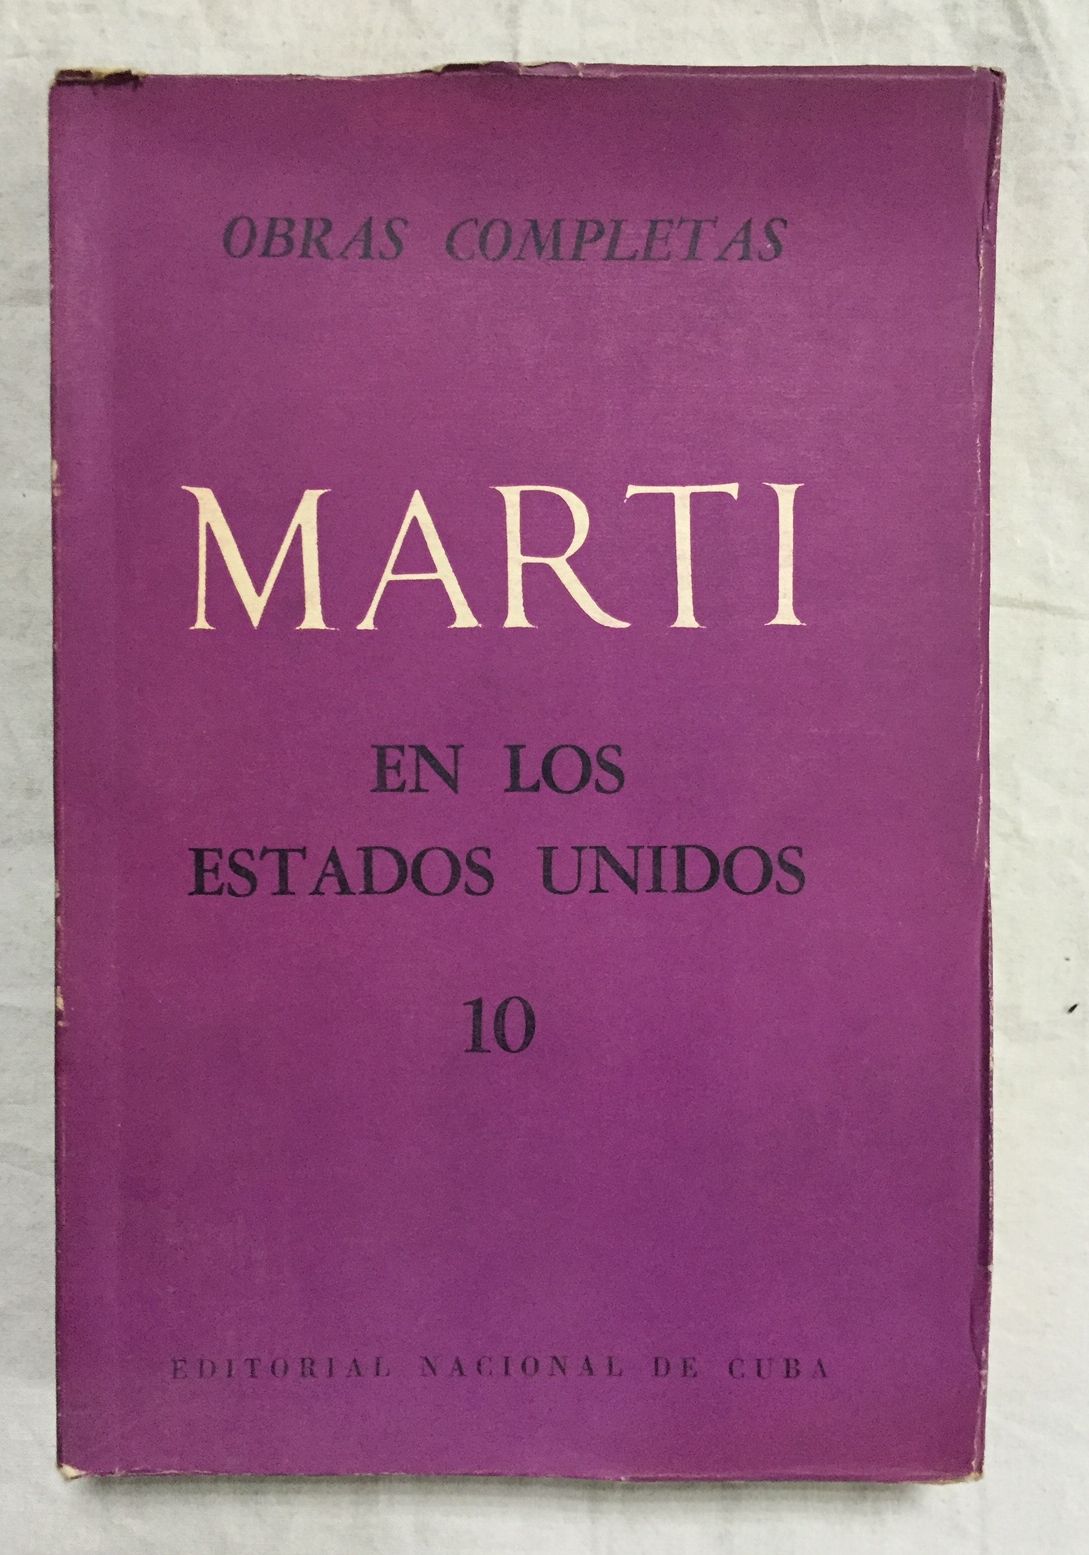 OBRAS COMPLETAS
MARTI
EN LOS
ESTADOS UNIDOS
10
EDITORIAL NACIONAL DE CUBA